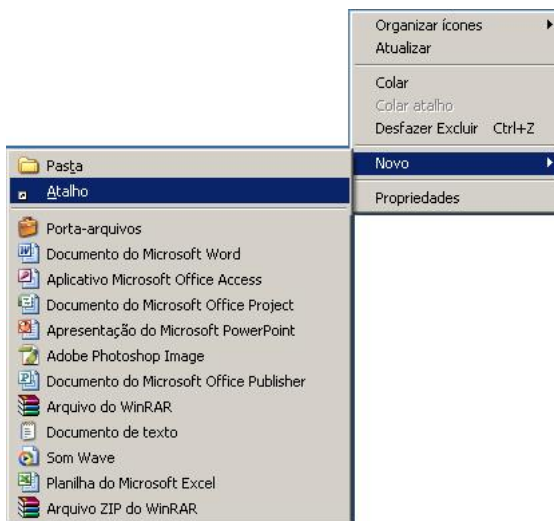 Organizar ícones
Atualizar
Colar
Colar atalho
Desfazer Excluir Ctrl+Z
Novo
Propriedades
Pasta
Atalho
Porta-arquivos
Documento do Microsoft Word
Aplicativo Microsoft Office Access
Documento do Microsoft Office Project
Apresentação do Microsoft PowerPoint
Adobe Photoshop Image
Documento do Microsoft Office Publisher
Arquivo do WinRAR
Documento de texto
Som Wave
Planilha do Microsoft Excel
Arquivo ZIP do WinRAR